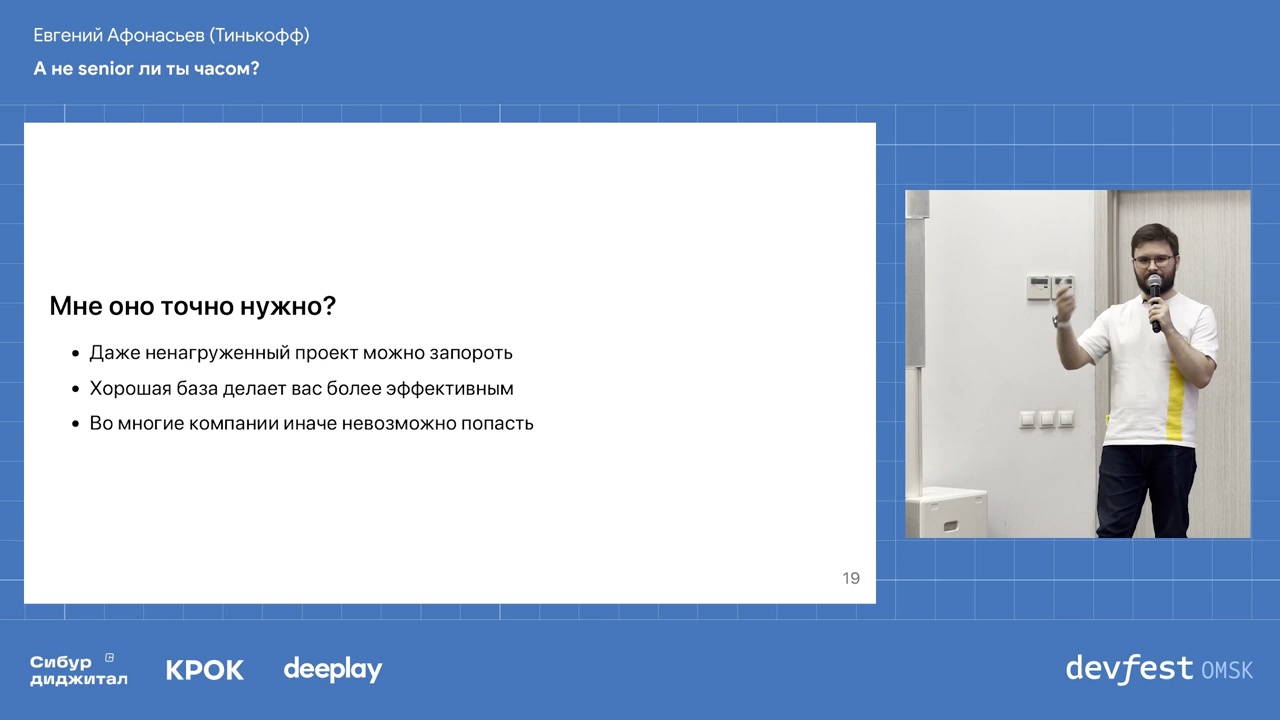 Евгений Афонасьев (Тинькофф)
А не senior ли ты часом?
Мне оно точно нужно?
Даже ненагруженный проект можно запороть
Хорошая база делает вас более эффективным
Во многие компании иначе невозможно попасть
19
Сибур
диджитал
КРОК
deeplay
devfest OMSK